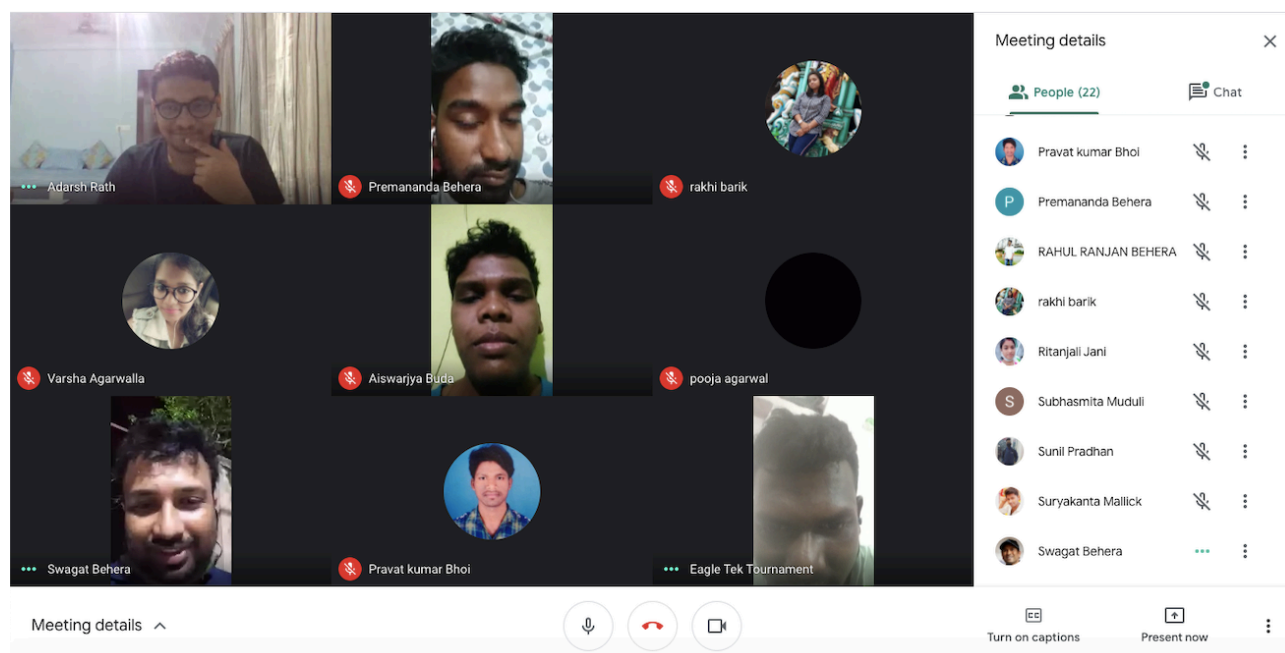 Meeting details
People (22)
Chat
Adarsh Rath
Premananda Behera
rakhi barik
Varsha Agarwalla
Aiswarjya Buda
pooja agarwal
Swagat Behera
Pravat kumar Bhoi
Eagle Tek Tournament
Pravat kumar Bhoi
P
Premananda Behera
RAHUL RANJAN BEHERA
rakhi barik
Ritanjali Jani
S
Subhasmita Muduli
Sunil Pradhan
Suryakanta Mallick
Swagat Behera
Meeting details
CC
Turn on captions
Present now